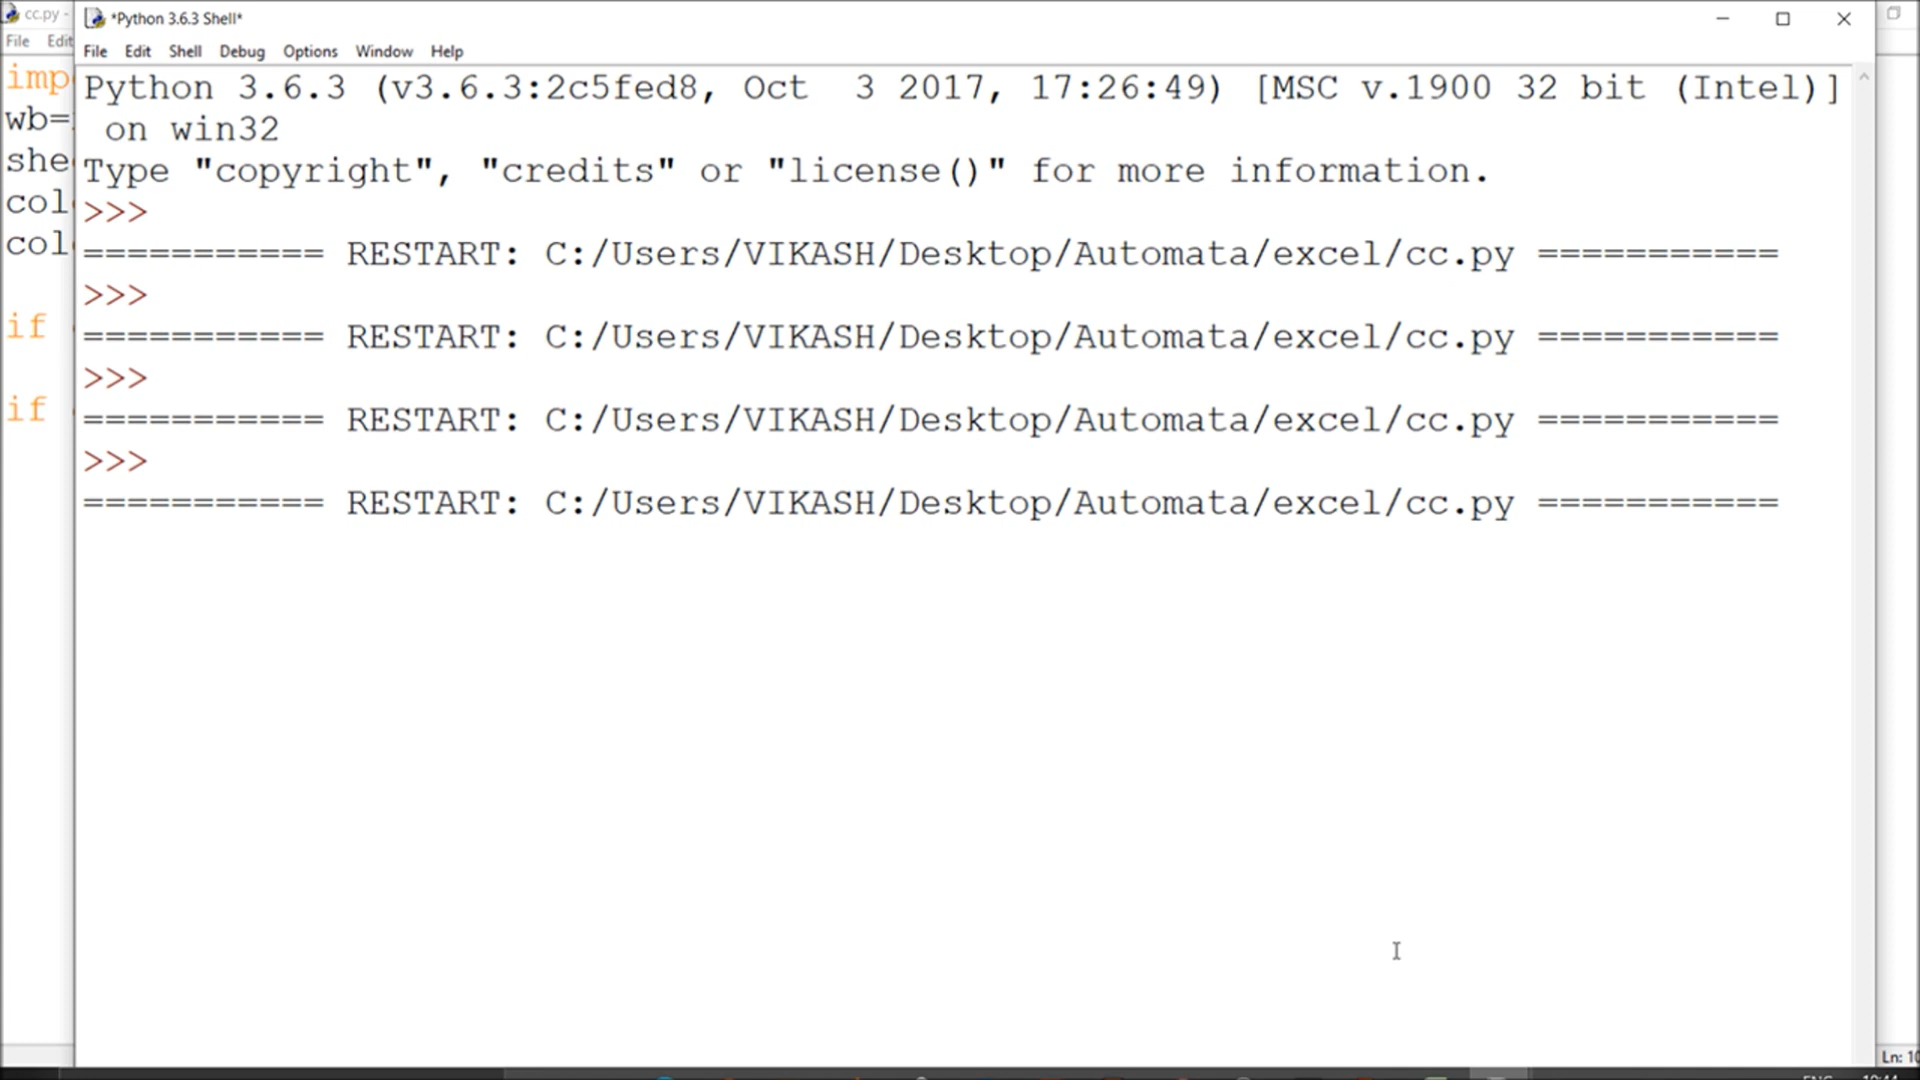 cc.py -
*Python 3.6.3 Shell*
File Edit
File Edit Shell Debug Options Window Help
Python 3.6.3 (v3.6.3:2c5fed8, Oct  3 2017, 17:26:49) [MSC v.1900 32 bit (Intel)]
on win32
Type "copyright", "credits" or "license()" for more information.
>>>
=========== RESTART: C:/Users/VIKASH/Desktop/Automata/excel/cc.py ===========
>>>
=========== RESTART: C:/Users/VIKASH/Desktop/Automata/excel/cc.py ===========
>>>
=========== RESTART: C:/Users/VIKASH/Desktop/Automata/excel/cc.py ===========
>>>
=========== RESTART: C:/Users/VIKASH/Desktop/Automata/excel/cc.py ===========
imp
wb=
she
col
col
if
if
Ln: 10